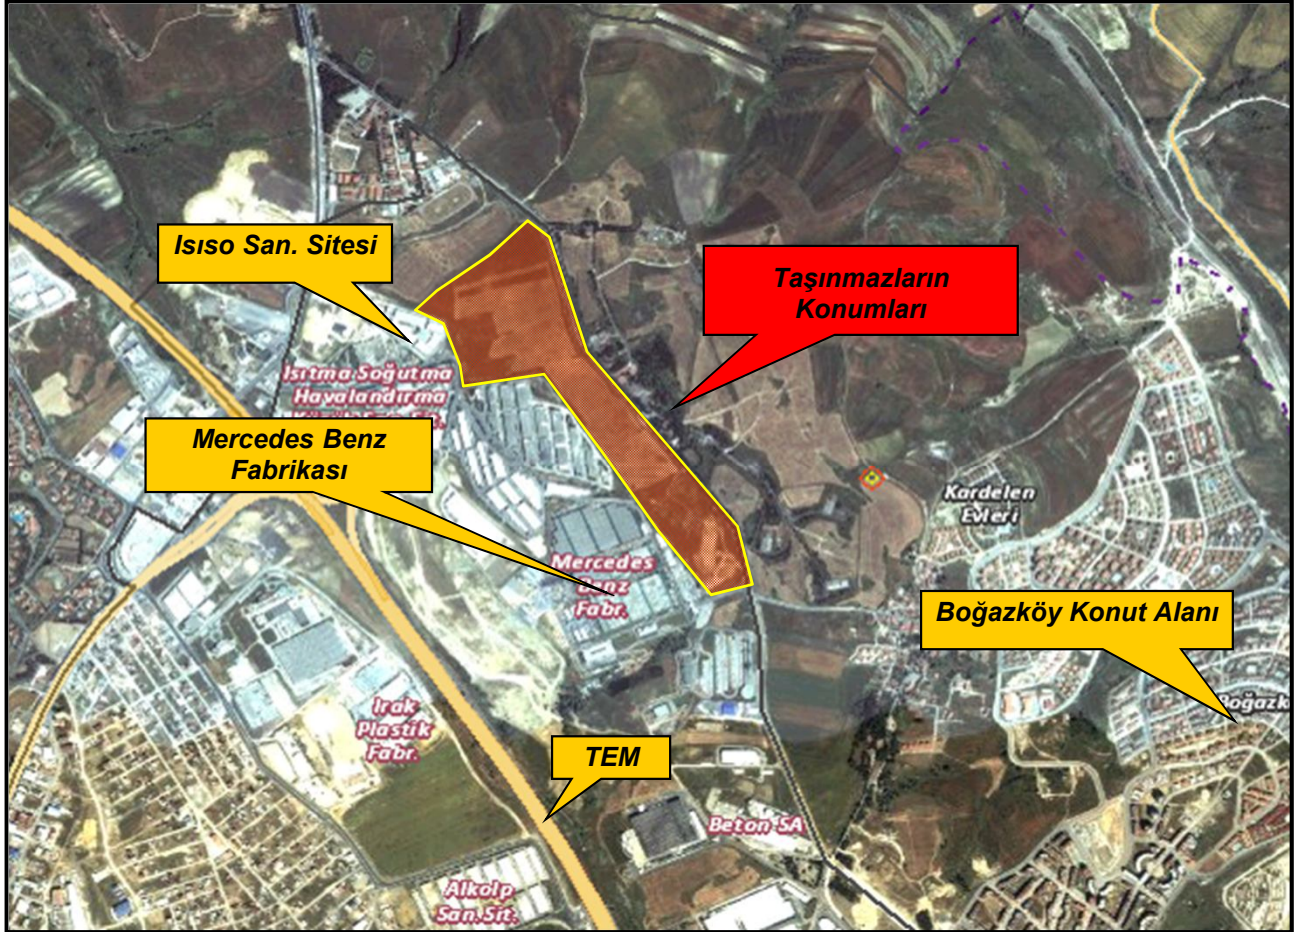 Isıso San. Sitesi
Taşınmazların
Konumları
Isıtma Soğutma
Havalandırma
Mercedes Benz
Fabrikası
Kardelen
Evleri
Mercedes
Benz
Fabr.
Boğazköy Konut Alanı
Irak
Plastik
Fabr.
TEM
Beton SA
Alkolp
San. Sit.